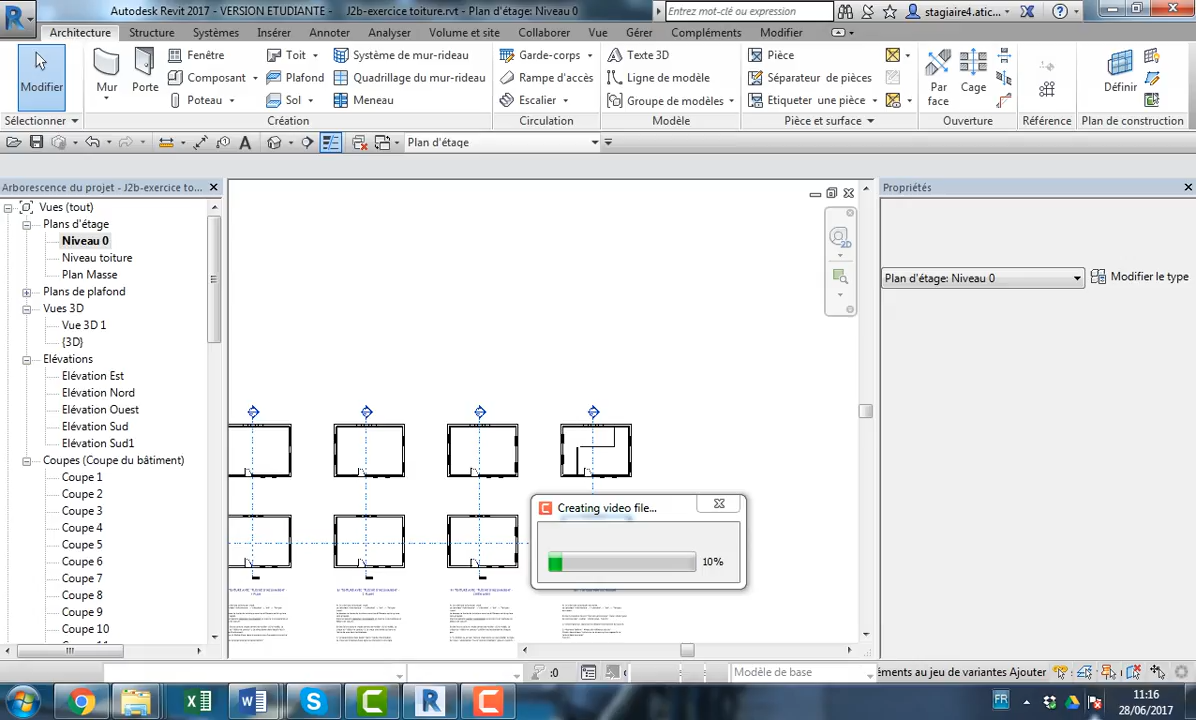 Autodesk Revit 2017 - VERSION ETUDIANTE - J2b-exercice toiture.rvt - Plan d'étage: Niveau 0
Entrez mot-clé ou expression
stagiaire4.atic...
Architecture Structure Systèmes Insérer Annoter Analyser Volume et site Collaborer Vue Gérer Compléments Modifier
Modifier
Mur
Porte
Fenêtre
Composant
Poteau
Toit
Plafond
Sol
Système de mur-rideau
Quadrillage du mur-rideau
Meneau
Garde-corps
Rampe d'accès
Escalier
Texte 3D
Ligne de modèle
Groupe de modèles
Pièce
Séparateur de pièces
Etiqueter une pièce
Par face
Cage
Définir
Sélectionner Création Circulation Modèle Pièce et surface Ouverture Référence Plan de construction
A
Plan d'étage
Arborescence du projet - J2b-exercice to...
Propriétés
Vues (tout)
Plans d'étage
Niveau 0
Niveau toiture
Plan Masse
Plans de plafond
Vues 3D
Vue 3D 1
{3D}
Elévations
Elévation Est
Elévation Nord
Elévation Ouest
Elévation Sud
Elévation Sud1
Coupes (Coupe du bâtiment)
Coupe 1
Coupe 2
Coupe 3
Coupe 4
Coupe 5
Coupe 6
Coupe 7
Coupe 8
Coupe 9
Coupe 10
2D
Plan d'étage: Niveau 0
Modifier le type
Creating video file...
10%
:0
Modèle de base
éments au jeu de variantes Ajouter
FR
11:16
28/06/2017